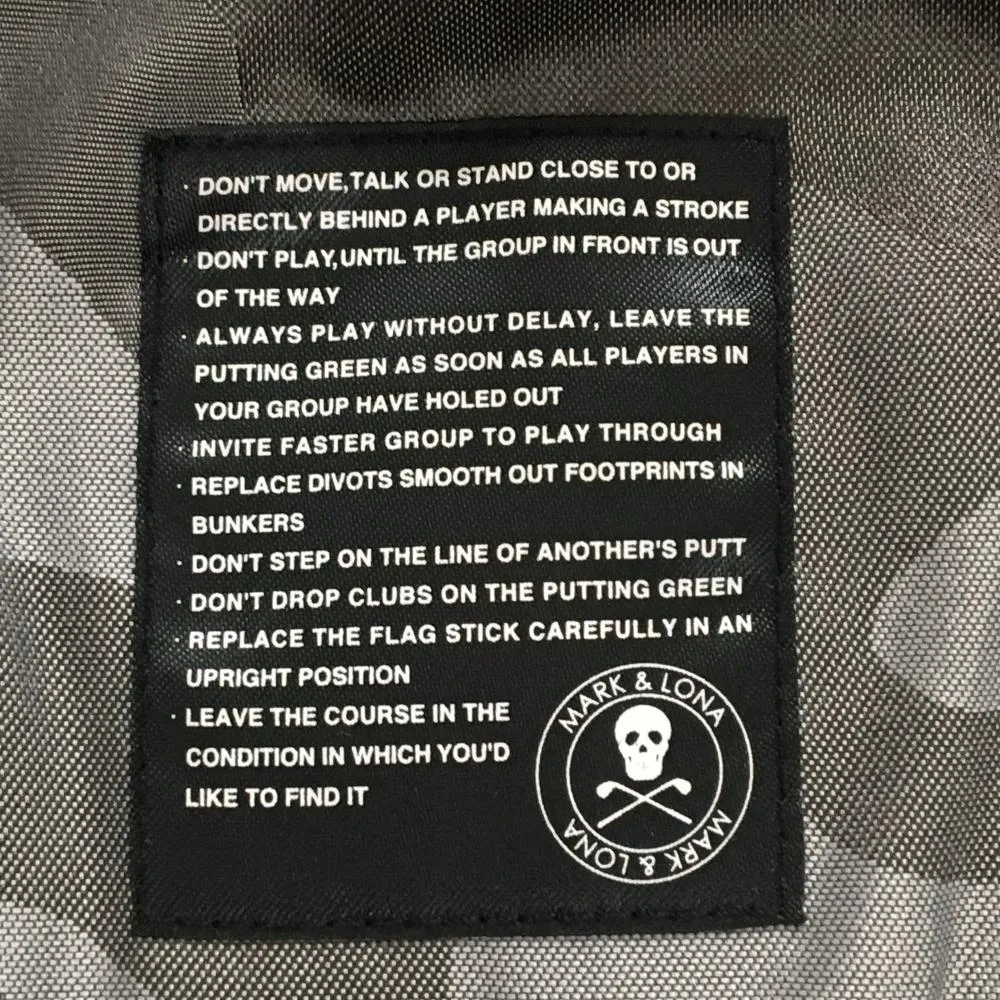 · DON'T MOVE,TALK OR STAND CLOSE TO OR
DIRECTLY BEHIND A PLAYER MAKING A STROKE
· DON'T PLAY,UNTIL THE GROUP IN FRONT IS OUT
OF THE WAY
· ALWAYS PLAY WITHOUT DELAY, LEAVE THE
PUTTING GREEN AS SOON AS ALL PLAYERS IN
YOUR GROUP HAVE HOLED OUT
· INVITE FASTER GROUP TO PLAY THROUGH
· REPLACE DIVOTS SMOOTH OUT FOOTPRINTS IN
BUNKERS
· DON'T STEP ON THE LINE OF ANOTHER'S PUTT
· DON'T DROP CLUBS ON THE PUTTING GREEN
· REPLACE THE FLAG STICK CAREFULLY IN AN
UPRIGHT POSITION
· LEAVE THE COURSE IN THE
CONDITION IN WHICH YOU'D
LIKE TO FIND IT
MARK & LONA
MARK & LONA